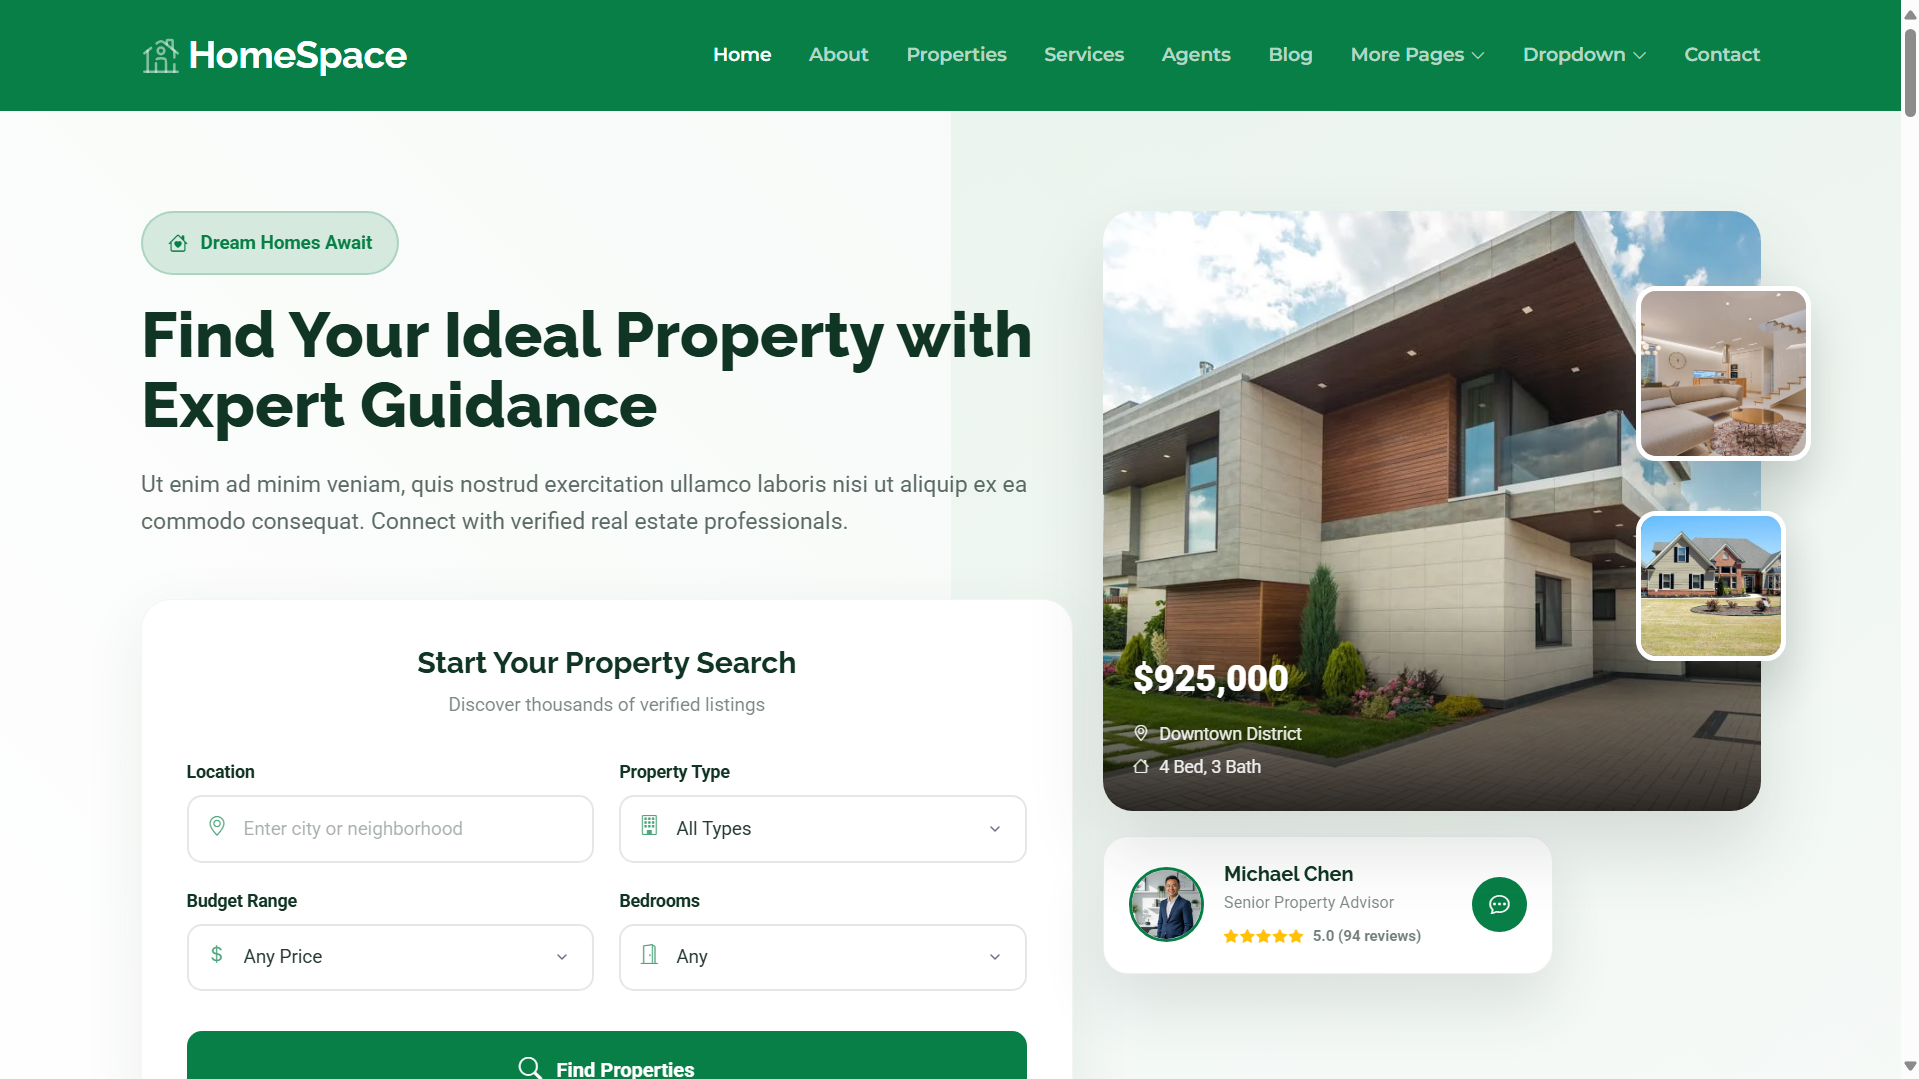 HomeSpace
Home
About
Properties
Services
Agents
Blog
More Pages
Dropdown
Contact
Dream Homes Await
Find Your Ideal Property with
Expert Guidance
Ut enim ad minim veniam, quis nostrud exercitation ullamco laboris nisi ut aliquip ex ea
commodo consequat. Connect with verified real estate professionals.
Start Your Property Search
Discover thousands of verified listings
Location
Enter city or neighborhood
Property Type
All Types
Budget Range
$ Any Price
Bedrooms
Any
Find Properties
$925,000
Downtown District
4 Bed, 3 Bath
Michael Chen
Senior Property Advisor
5.0 (94 reviews)